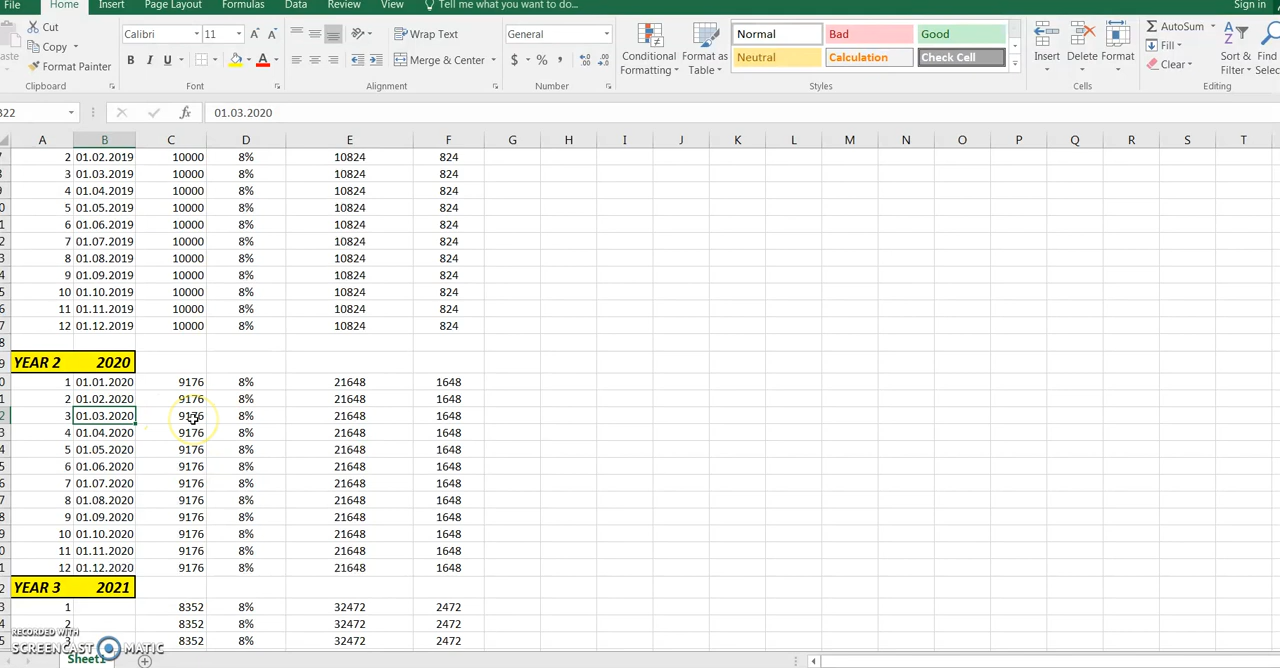 File Home Insert Page Layout Formulas Data Review View Tell me what you want to do... Sign in
Cut Calibri 11 Wrap Text General Normal Bad Good AutoSum
Copy Conditional Format as Insert Delete Format Fill Sort &
Format Painter Merge & Center Formatting Table Neutral Calculation Check Cell Clear Filter
Clipboard Font Alignment Number Styles Cells Editing
01.03.2020
A B C D E F G H I J K L M N O P Q R S T
2 01.02.2019 10000 8% 10824 824
3 01.03.2019 10000 8% 10824 824
4 01.04.2019 10000 8% 10824 824
5 01.05.2019 10000 8% 10824 824
6 01.06.2019 10000 8% 10824 824
7 01.07.2019 10000 8% 10824 824
8 01.08.2019 10000 8% 10824 824
9 01.09.2019 10000 8% 10824 824
10 01.10.2019 10000 8% 10824 824
11 01.11.2019 10000 8% 10824 824
12 01.12.2019 10000 8% 10824 824
YEAR 2 2020
1 01.01.2020 9176 8% 21648 1648
2 01.02.2020 9176 8% 21648 1648
3 01.03.2020 9176 8% 21648 1648
4 01.04.2020 9176 8% 21648 1648
5 01.05.2020 9176 8% 21648 1648
6 01.06.2020 9176 8% 21648 1648
7 01.07.2020 9176 8% 21648 1648
8 01.08.2020 9176 8% 21648 1648
9 01.09.2020 9176 8% 21648 1648
10 01.10.2020 9176 8% 21648 1648
11 01.11.2020 9176 8% 21648 1648
12 01.12.2020 9176 8% 21648 1648
YEAR 3 2021
1 8352 8% 32472 2472
2 8352 8% 32472 2472
3 8352 8% 32472 2472
RECORDED WITH
SCREENCAST MATIC
Sheet1